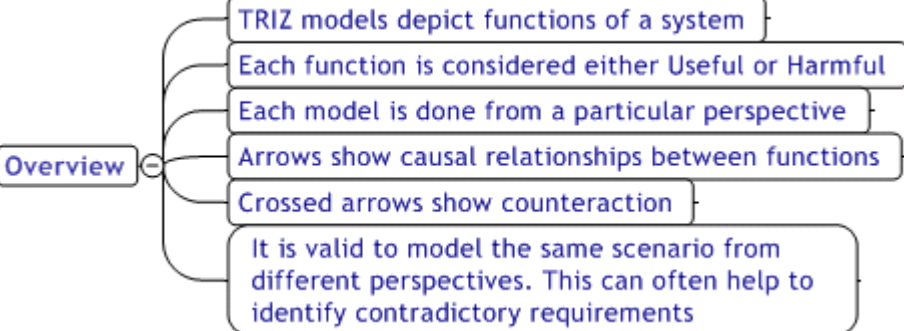 TRIZ models depict functions of a system
Each function is considered either Useful or Harmful
Each model is done from a particular perspective
Overview
Arrows show causal relationships between functions
Crossed arrows show counteraction
It is valid to model the same scenario from
different perspectives. This can often help to
identify contradictory requirements